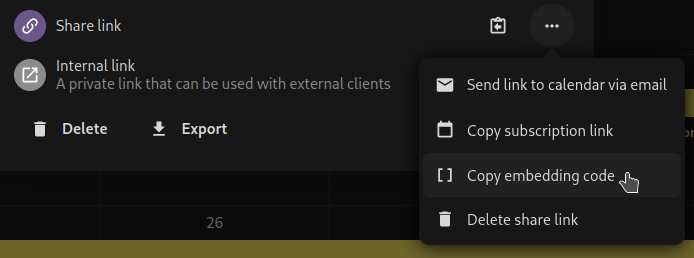 Share link
Internal link
A private link that can be used with external clients
Delete
Export
Send link to calendar via email
Copy subscription link
Copy embedding code
Delete share link
26